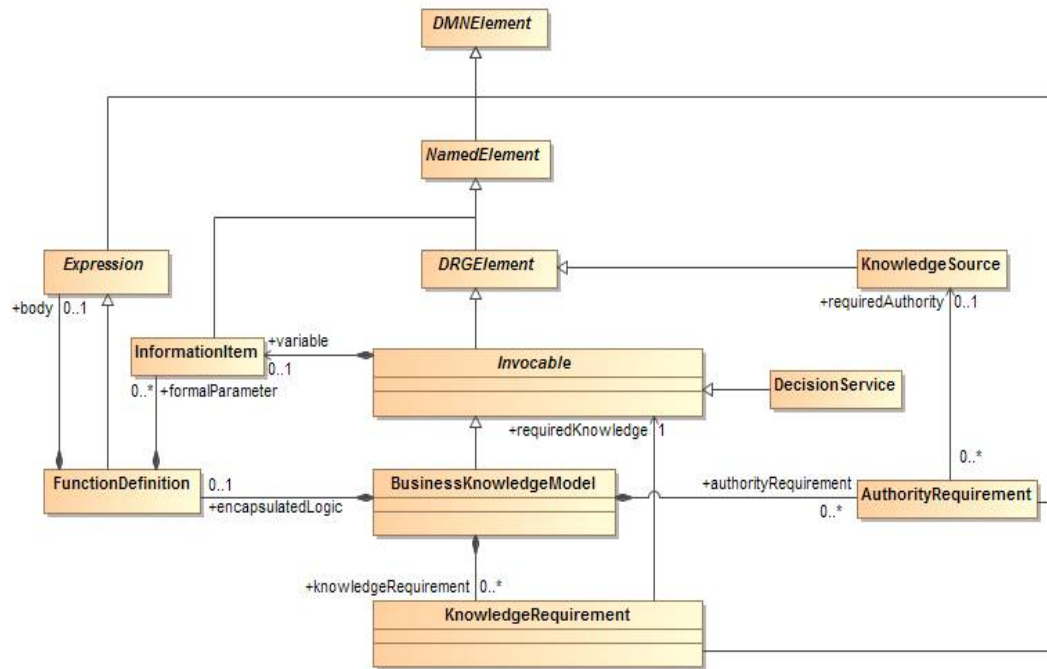 DMNElement
NamedElement
Expression
DRGElement
KnowledgeSource
+body 0..1
+requiredAuthority 0..1
InformationItem
+variable
0..1
Invocable
0..* +formalParameter
DecisionService
+requiredKnowledge 1
0..*
FunctionDefinition
0..1
+encapsulatedLogic
BusinessKnowledgeModel
+authorityRequirement
0..*
AuthorityRequirement
+knowledgeRequirement 0..*
KnowledgeRequirement